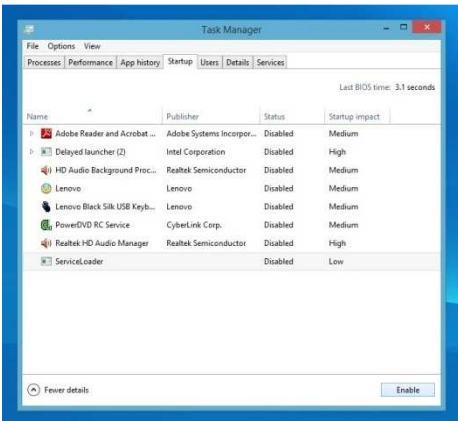 Task Manager
File Options View
Processes Performance App history Startup Users Details Services
Last BIOS time: 3.1 seconds
Name Publisher Status Startup impact
Adobe Reader and Acrobat ... Adobe Systems Incorpor... Disabled Medium
Delayed launcher (2) Intel Corporation Disabled High
HD Audio Background Proc... Realtek Semiconductor Disabled Medium
Lenovo Lenovo Disabled Medium
Lenovo Black Silk USB Keyb... Lenovo Disabled Medium
PowerDVD RC Service CyberLink Corp. Disabled Medium
Realtek HD Audio Manager Realtek Semiconductor Disabled High
ServiceLoader Disabled Low
Fewer details Enable